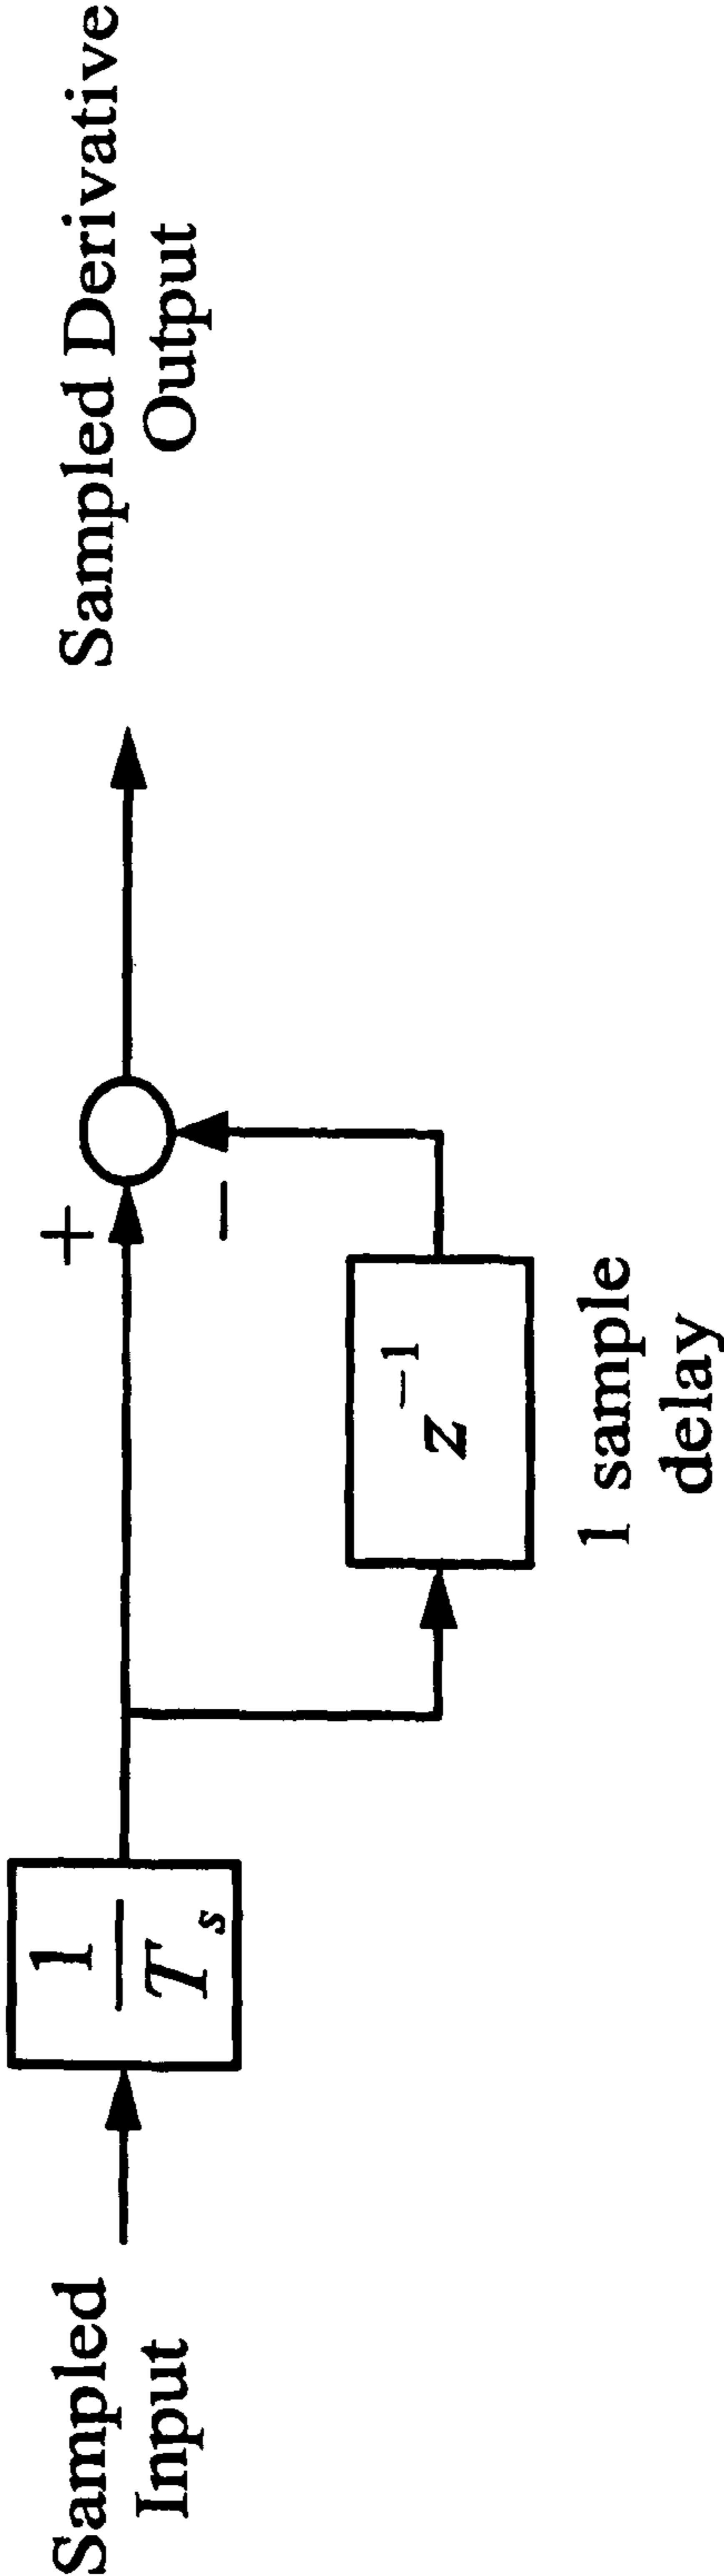 Sampled
Input
1
T s
+
−
z −1
1 sample
delay
Sampled Derivative
Output